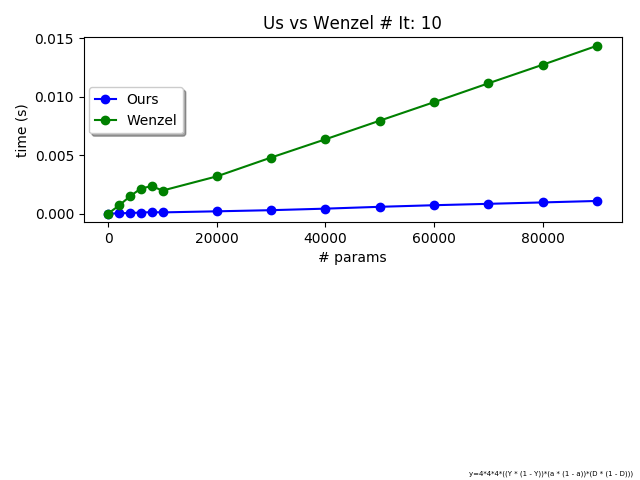 Us vs Wenzel # It: 10
0.015
0.010
0.005
0.000
time (s)
Ours
Wenzel
0 20000 40000 60000 80000
# params
y=4*4*4*((Y * (1 - Y))*(a * (1 - a))*(D * (1 - D)))